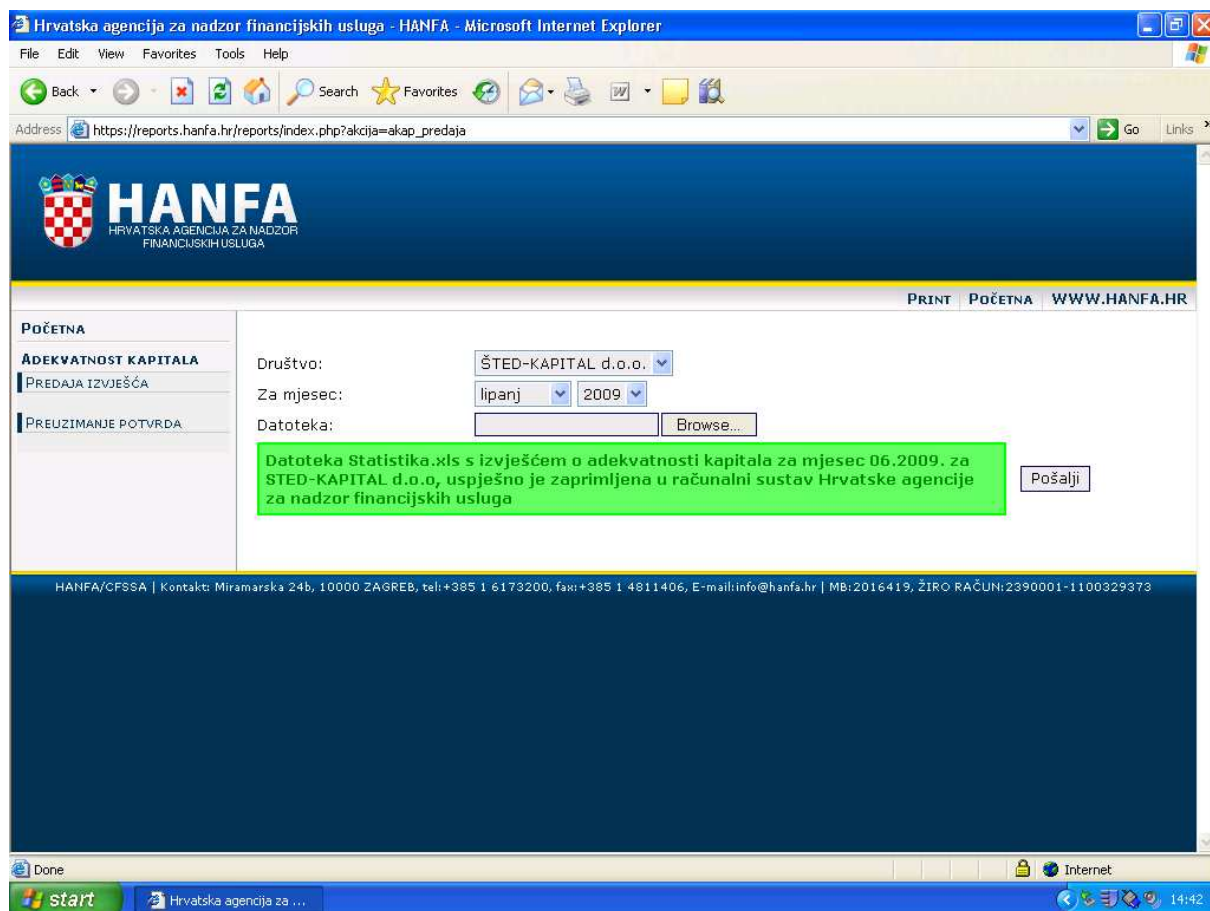 Hrvatska agencija za nadzor financijskih usluga - HANFA - Microsoft Internet Explorer
File Edit View Favorites Tools Help
Back Search Favorites
Address https://reports.hanfa.hr/reports/index.php?akcija=akap_predaja Go Links
HANFA
HRVATSKA AGENCIJA ZA NADZOR
FINANCIJSKIH USLUGA
PRINT POČETNA WWW.HANFA.HR
POČETNA
ADEKVATNOST KAPITALA
PREDAJA IZVJEŠĆA
PREUZIMANJE POTVRDA
Društvo: ŠTED-KAPITAL d.o.o.
Za mjesec: lipanj 2009
Datoteka: Browse...
Datoteka Statistika.xls s izvješćem o adekvatnosti kapitala za mjesec 06.2009. za
STED-KAPITAL d.o.o, uspješno je zaprimljena u računalni sustav Hrvatske agencije
za nadzor financijskih usluga
Pošalji
HANFA/CFSSA | Kontakt: Miramarska 24b, 10000 ZAGREB, tel:+385 1 6173200, fax:+385 1 4811406, E-mail:info@hanfa.hr | MB:2016419, ŽIRO RAČUN:2390001-1100329373
Done Internet
start Hrvatska agencija za ... 14:42